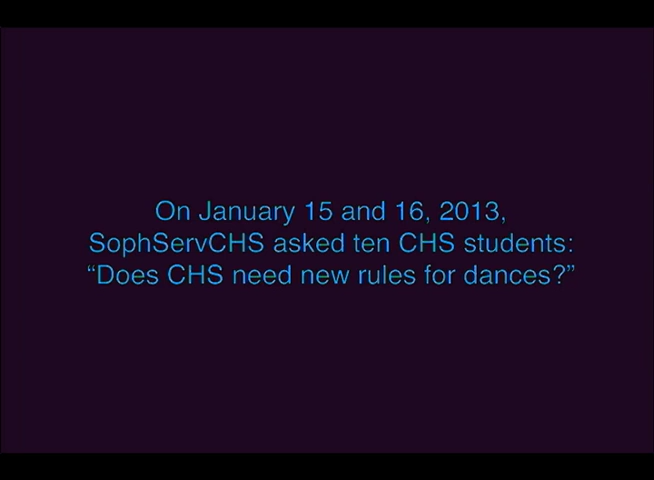 On January 15 and 16, 2013,
SophServCHS asked ten CHS students:
“Does CHS need new rules for dances?”